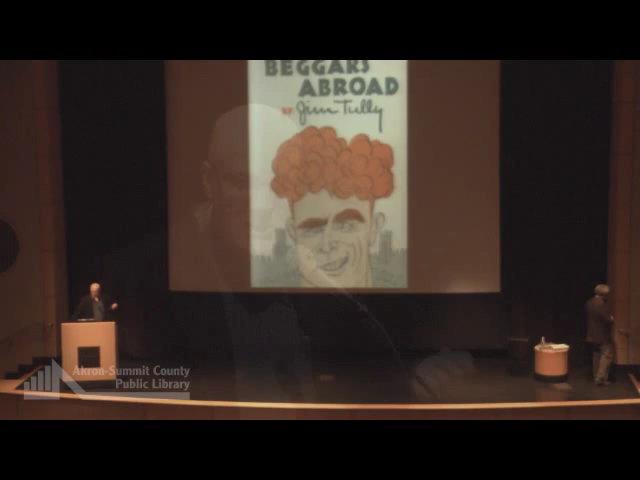 BEGGARS
ABROAD
BY Jim Tully
Akron-Summit County
Public Library